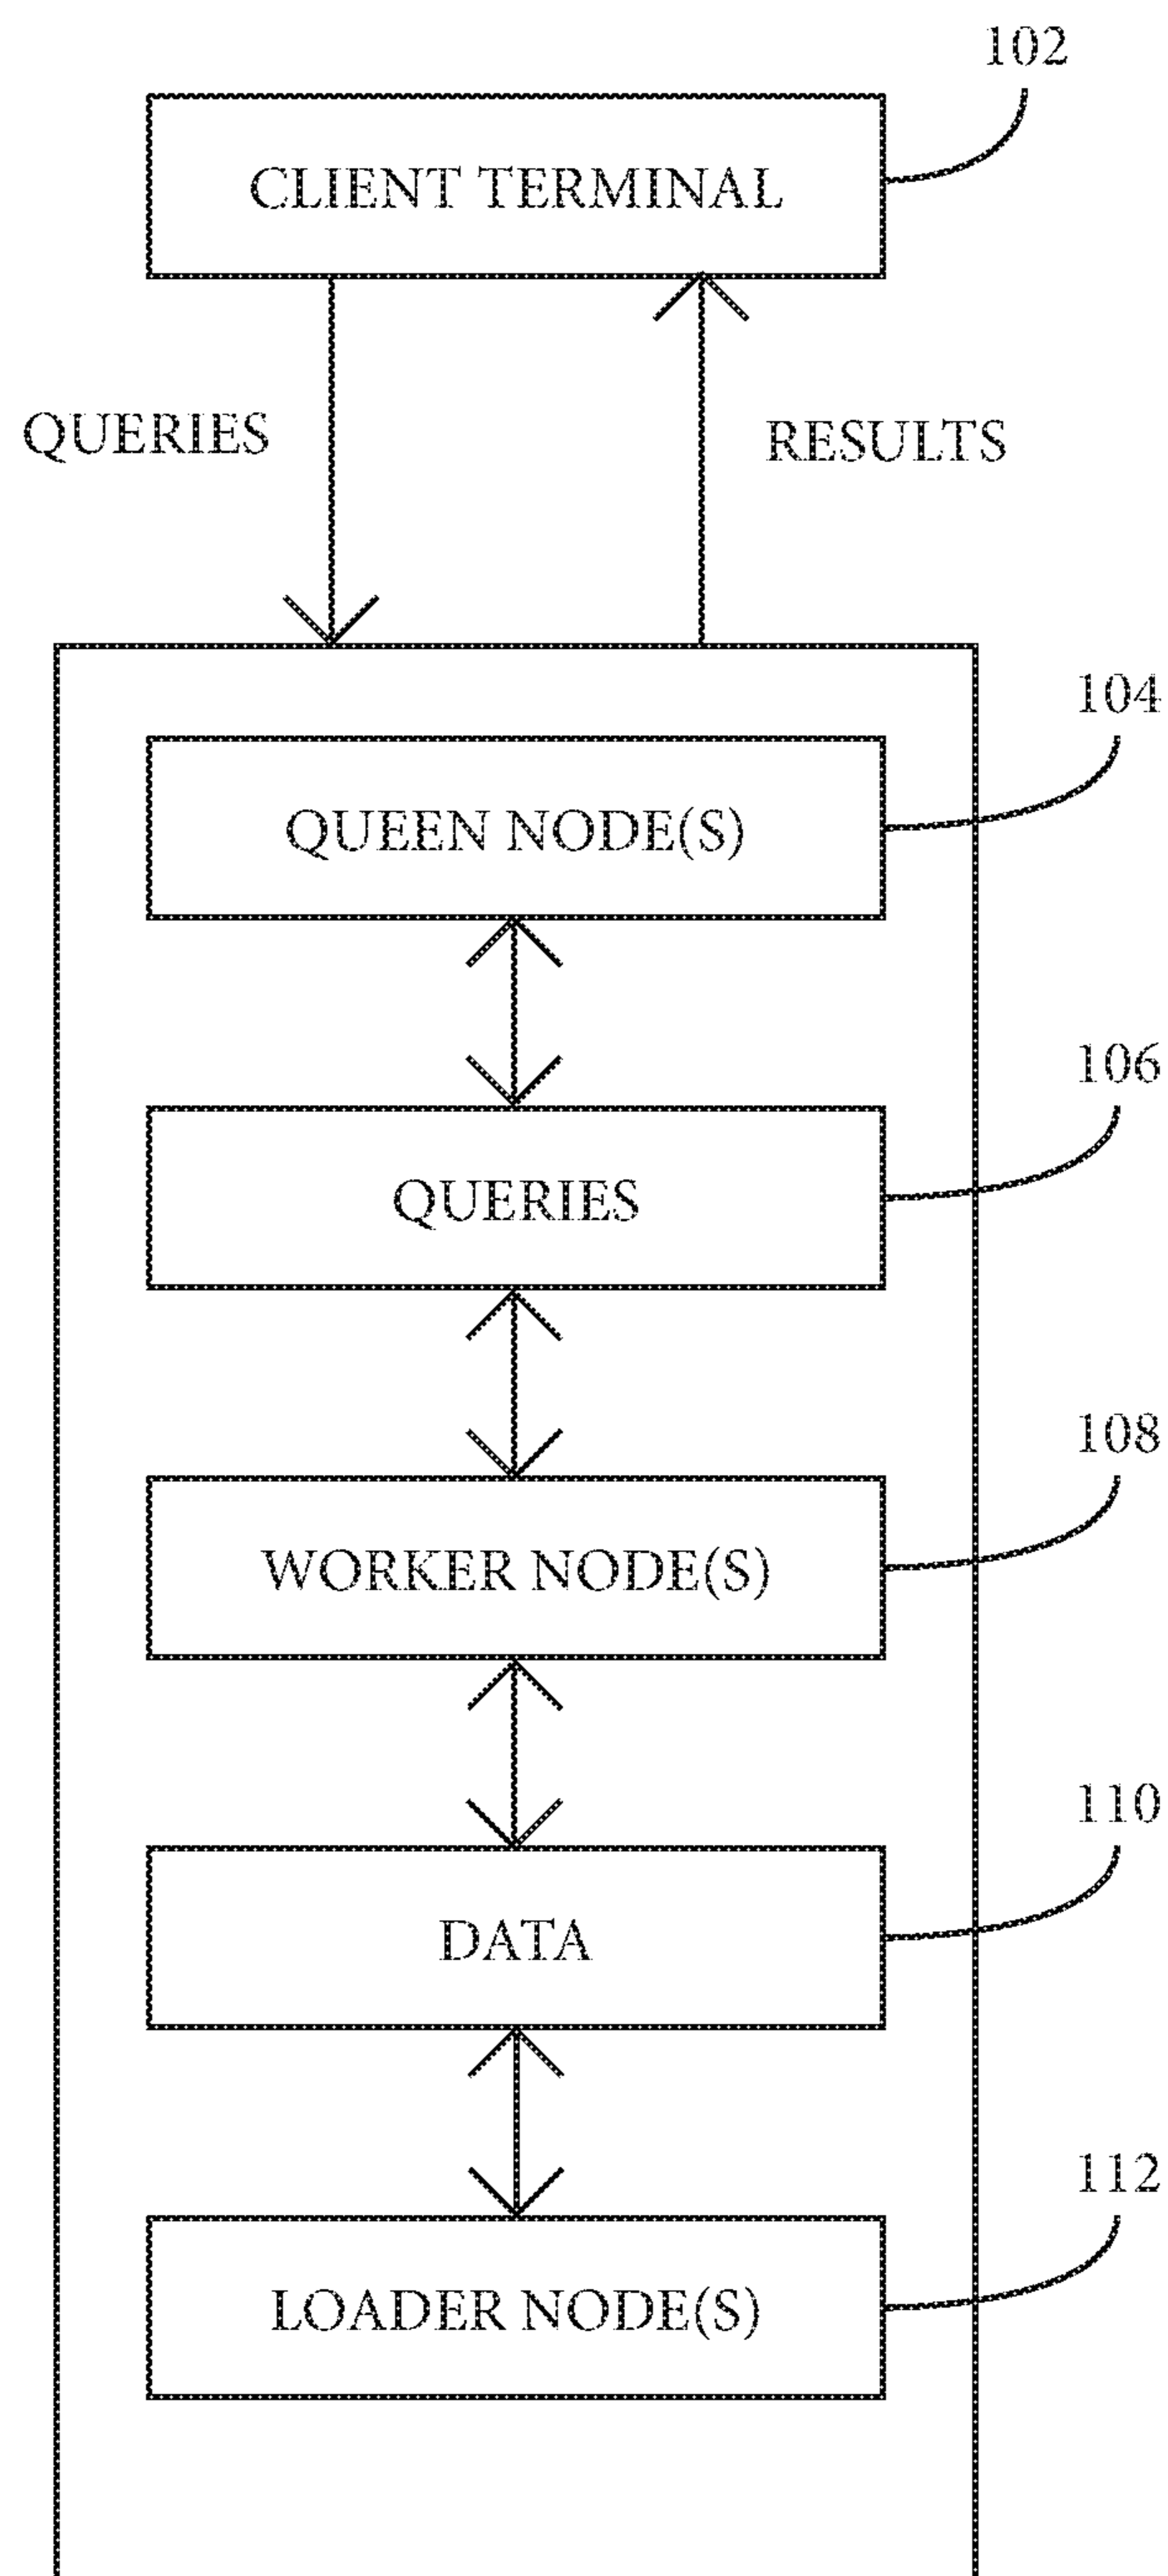 102
CLIENT TERMINAL
QUERIES
RESULTS
104
QUEEN NODE(S)
106
QUERIES
108
WORKER NODE(S)
110
DATA
112
LOADER NODE(S)